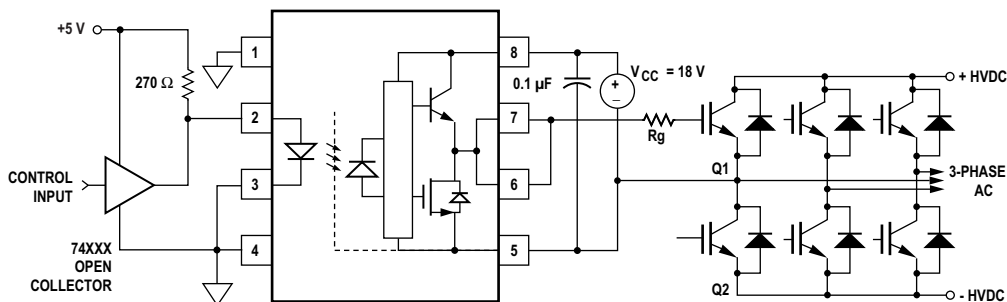 +5 V
270 Ω
CONTROL
INPUT
74XXX
OPEN
COLLECTOR
1
2
3
4
8
7
6
5
0.1 µF
VCC = 18 V
+
–
Rg
+ HVDC
Q1
3-PHASE
AC
Q2
- HVDC